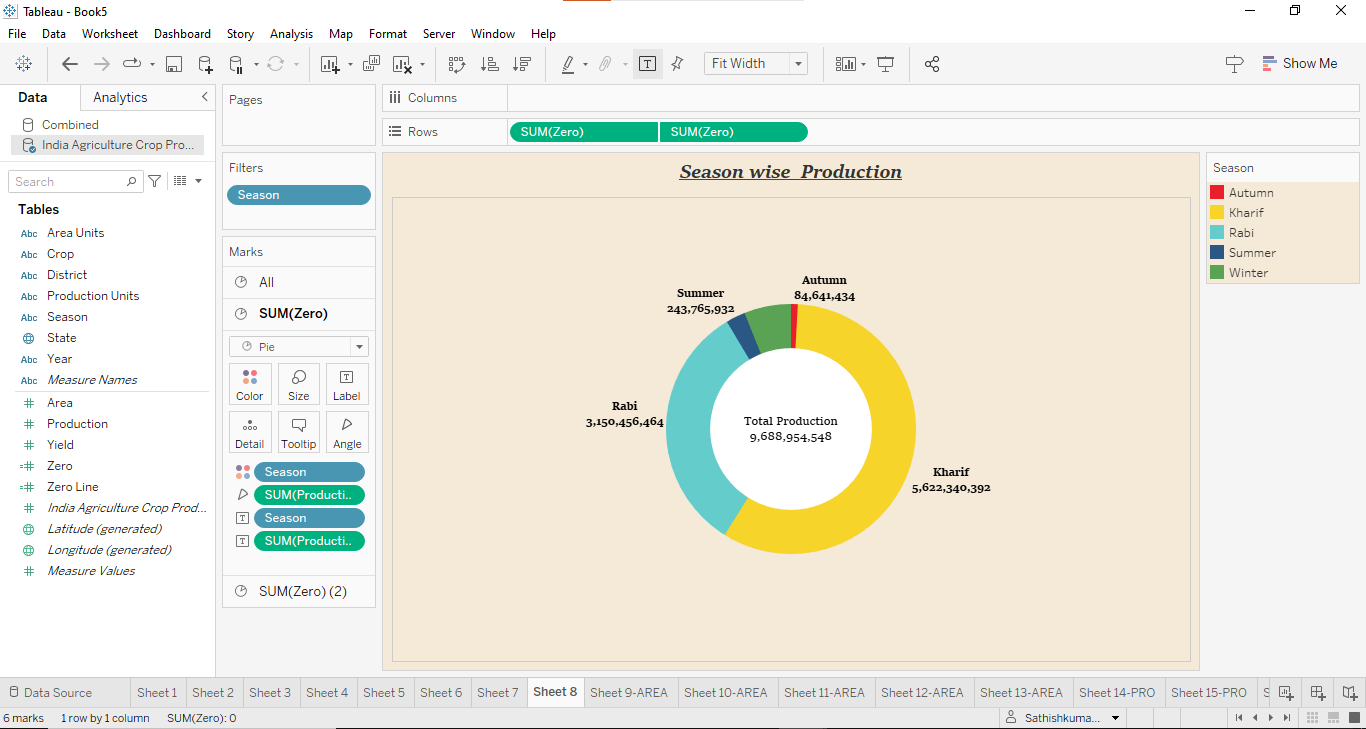 Tableau - Book5
File Data Worksheet Dashboard Story Analysis Map Format Server Window Help
Fit Width
Show Me
Data Analytics
Combined
India Agriculture Crop Pro...
Search
Tables
Abc Area Units
Abc Crop
Abc District
Abc Production Units
Abc Season
State
Abc Year
Abc Measure Names
# Area
# Production
# Yield
=# Zero
=# Zero Line
# India Agriculture Crop Prod...
Latitude (generated)
Longitude (generated)
# Measure Values
Pages
Filters
Season
Marks
All
SUM(Zero)
Pie
Color Size T Label
Detail Tooltip Angle
Season
SUM(Producti..
T Season
T SUM(Producti..
SUM(Zero) (2)
Columns
Rows SUM(Zero) SUM(Zero)
Season wise Production
Autumn
84,641,434
Summer
243,765,932
Rabi
3,150,456,464
Total Production
9,688,954,548
Kharif
5,622,340,392
Season
Autumn
Kharif
Rabi
Summer
Winter
Data Source Sheet 1 Sheet 2 Sheet 3 Sheet 4 Sheet 5 Sheet 6 Sheet 7 Sheet 8 Sheet 9-AREA Sheet 10-AREA Sheet 11-AREA Sheet 12-AREA Sheet 13-AREA Sheet 14-PRO Sheet 15-PRO S
6 marks 1 row by 1 column SUM(Zero): 0 Sathishkuma...